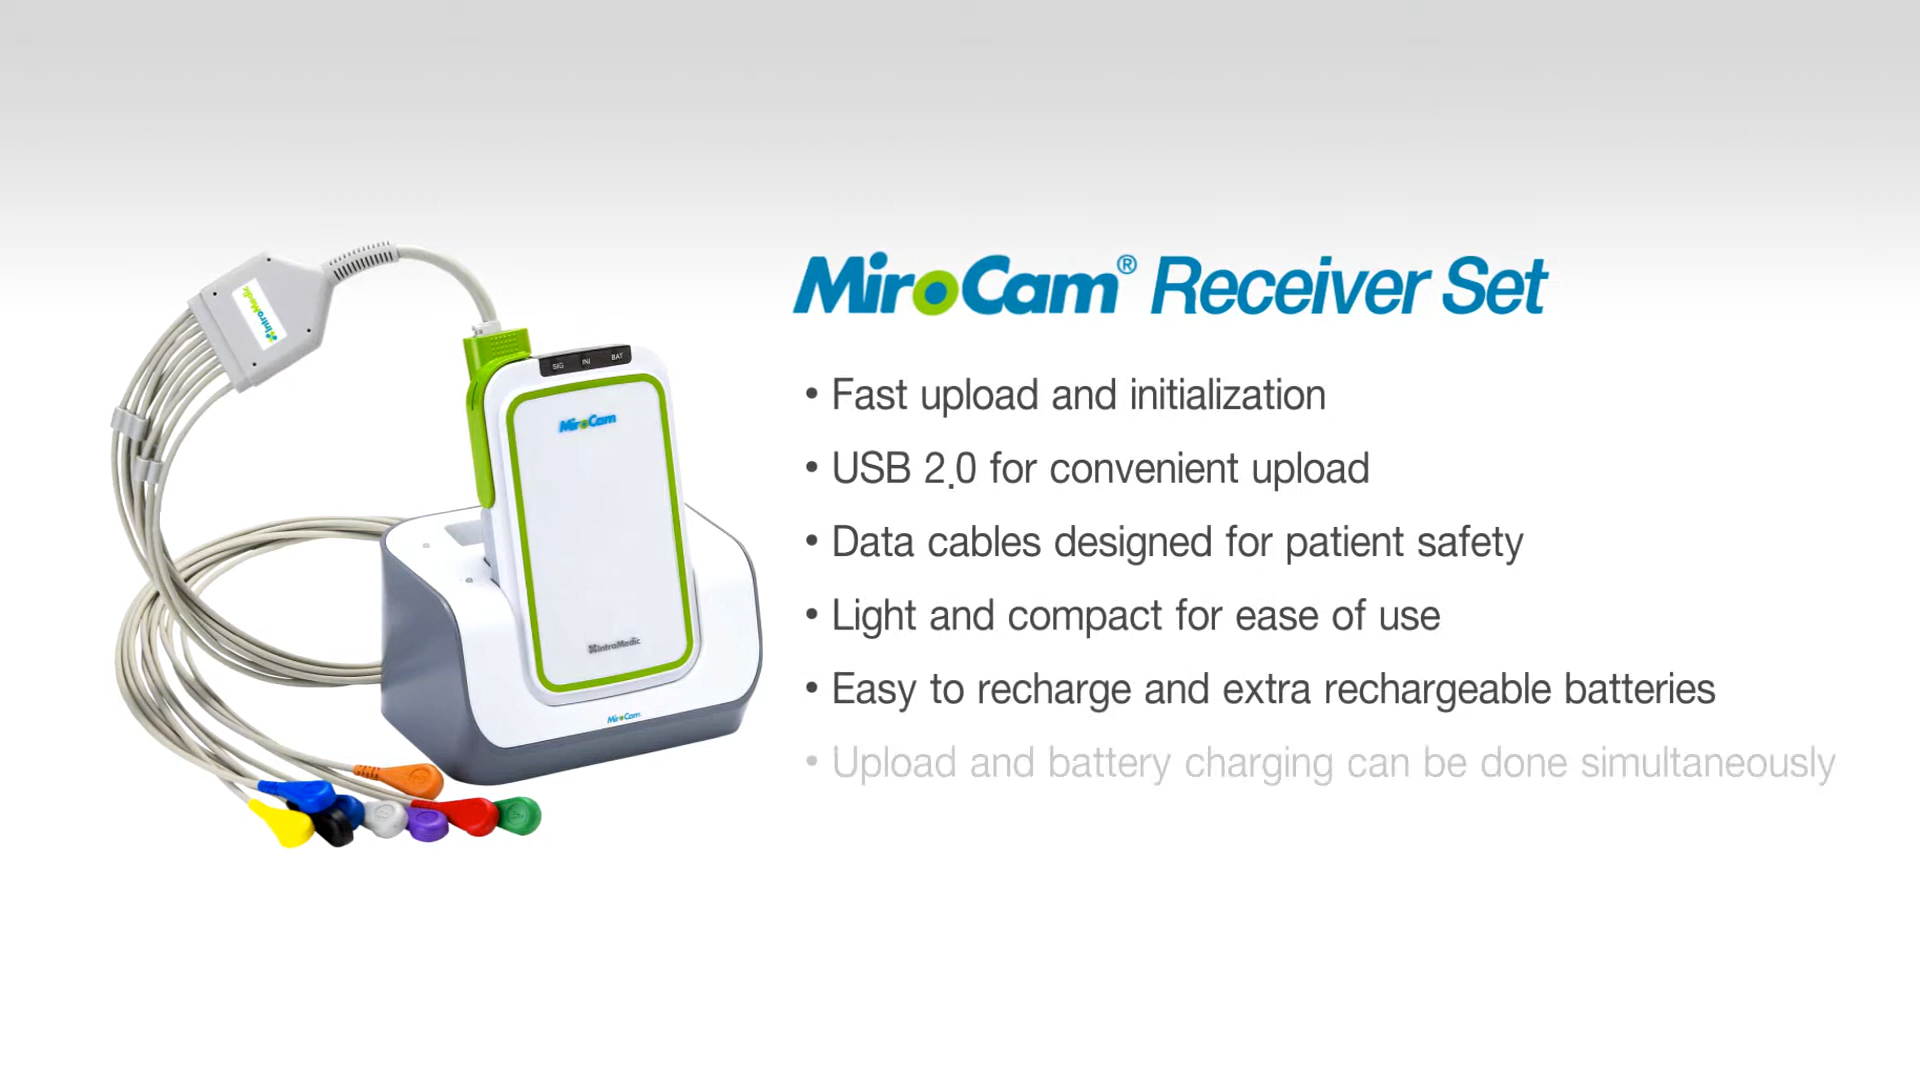 MiroCam® Receiver Set
• Fast upload and initialization
• USB 2.0 for convenient upload
• Data cables designed for patient safety
• Light and compact for ease of use
• Easy to recharge and extra rechargeable batteries
• Upload and battery charging can be done simultaneously
IntroMedic
SIG INI BAT
MiroCam
IntroMedic
MiroCam